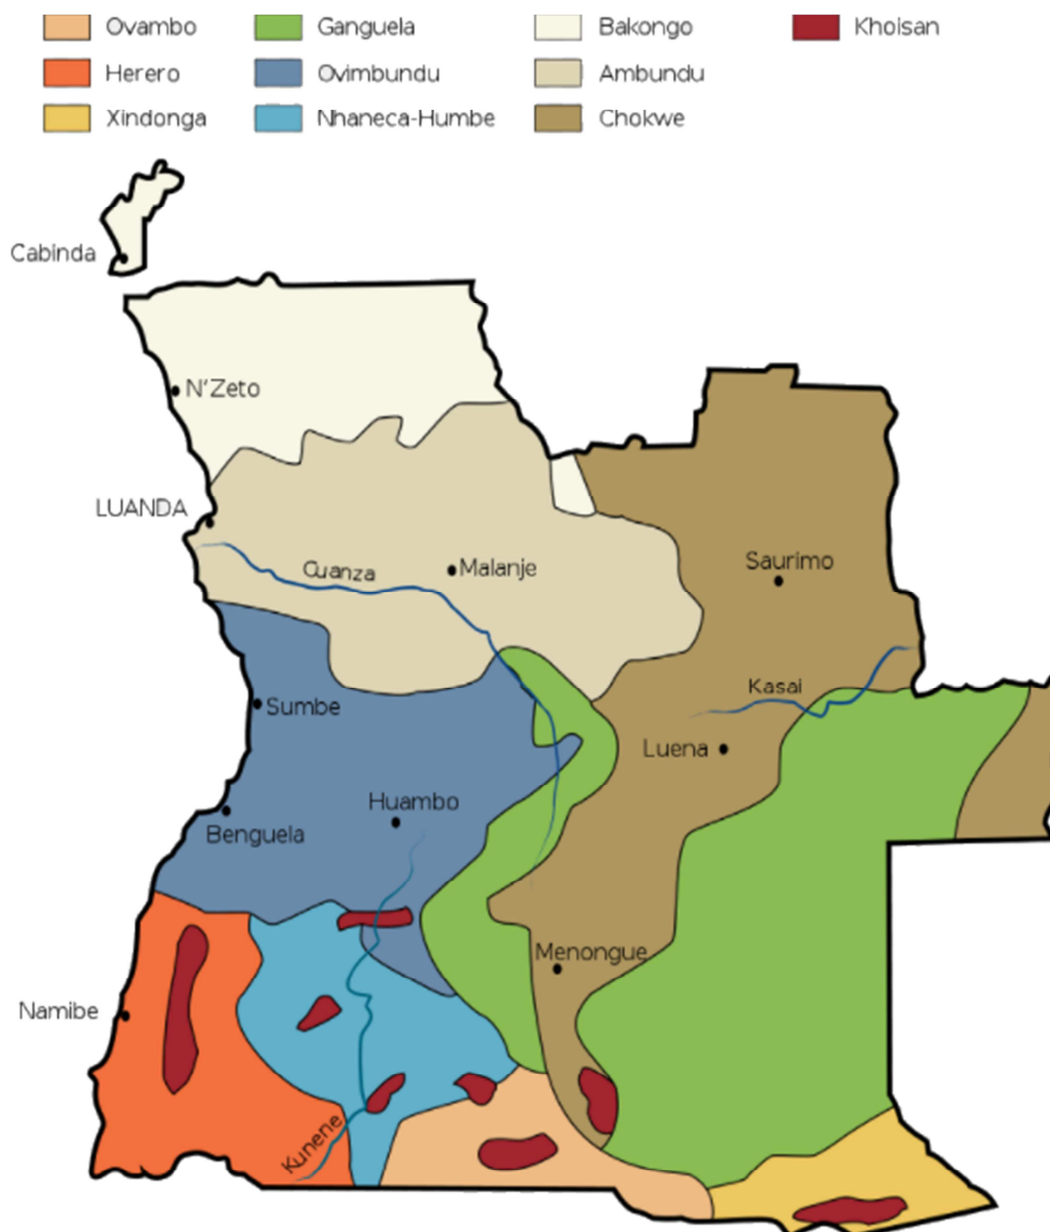 Ovambo Ganguela Bakongo Khoisan
Herero Ovimbundu Ambundu
Xindonga Nhaneca-Humbe Chokwe
Cabinda
N'Zeto
LUANDA
Cuanza
Malanje
Saurimo
Kasai
Sumbe
Luena
Huambo
Benguela
Menongue
Namibe
Kunene